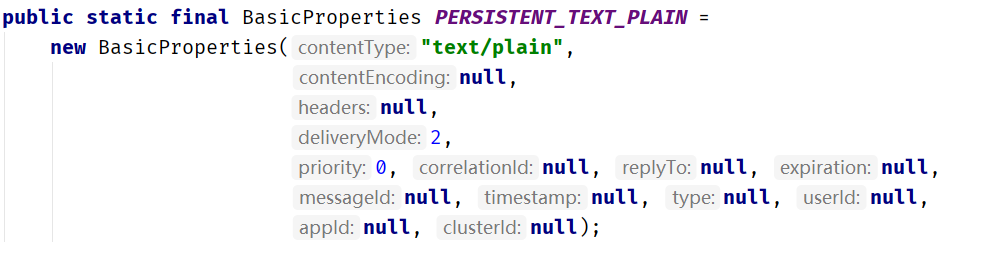 public static final BasicProperties PERSISTENT_TEXT_PLAIN =
new BasicProperties( contentType: "text/plain",
contentEncoding: null,
headers: null,
deliveryMode: 2,
priority: 0, correlationId: null, replyTo: null, expiration: null,
messageId: null, timestamp: null, type: null, userId: null,
appId: null, clusterId: null);